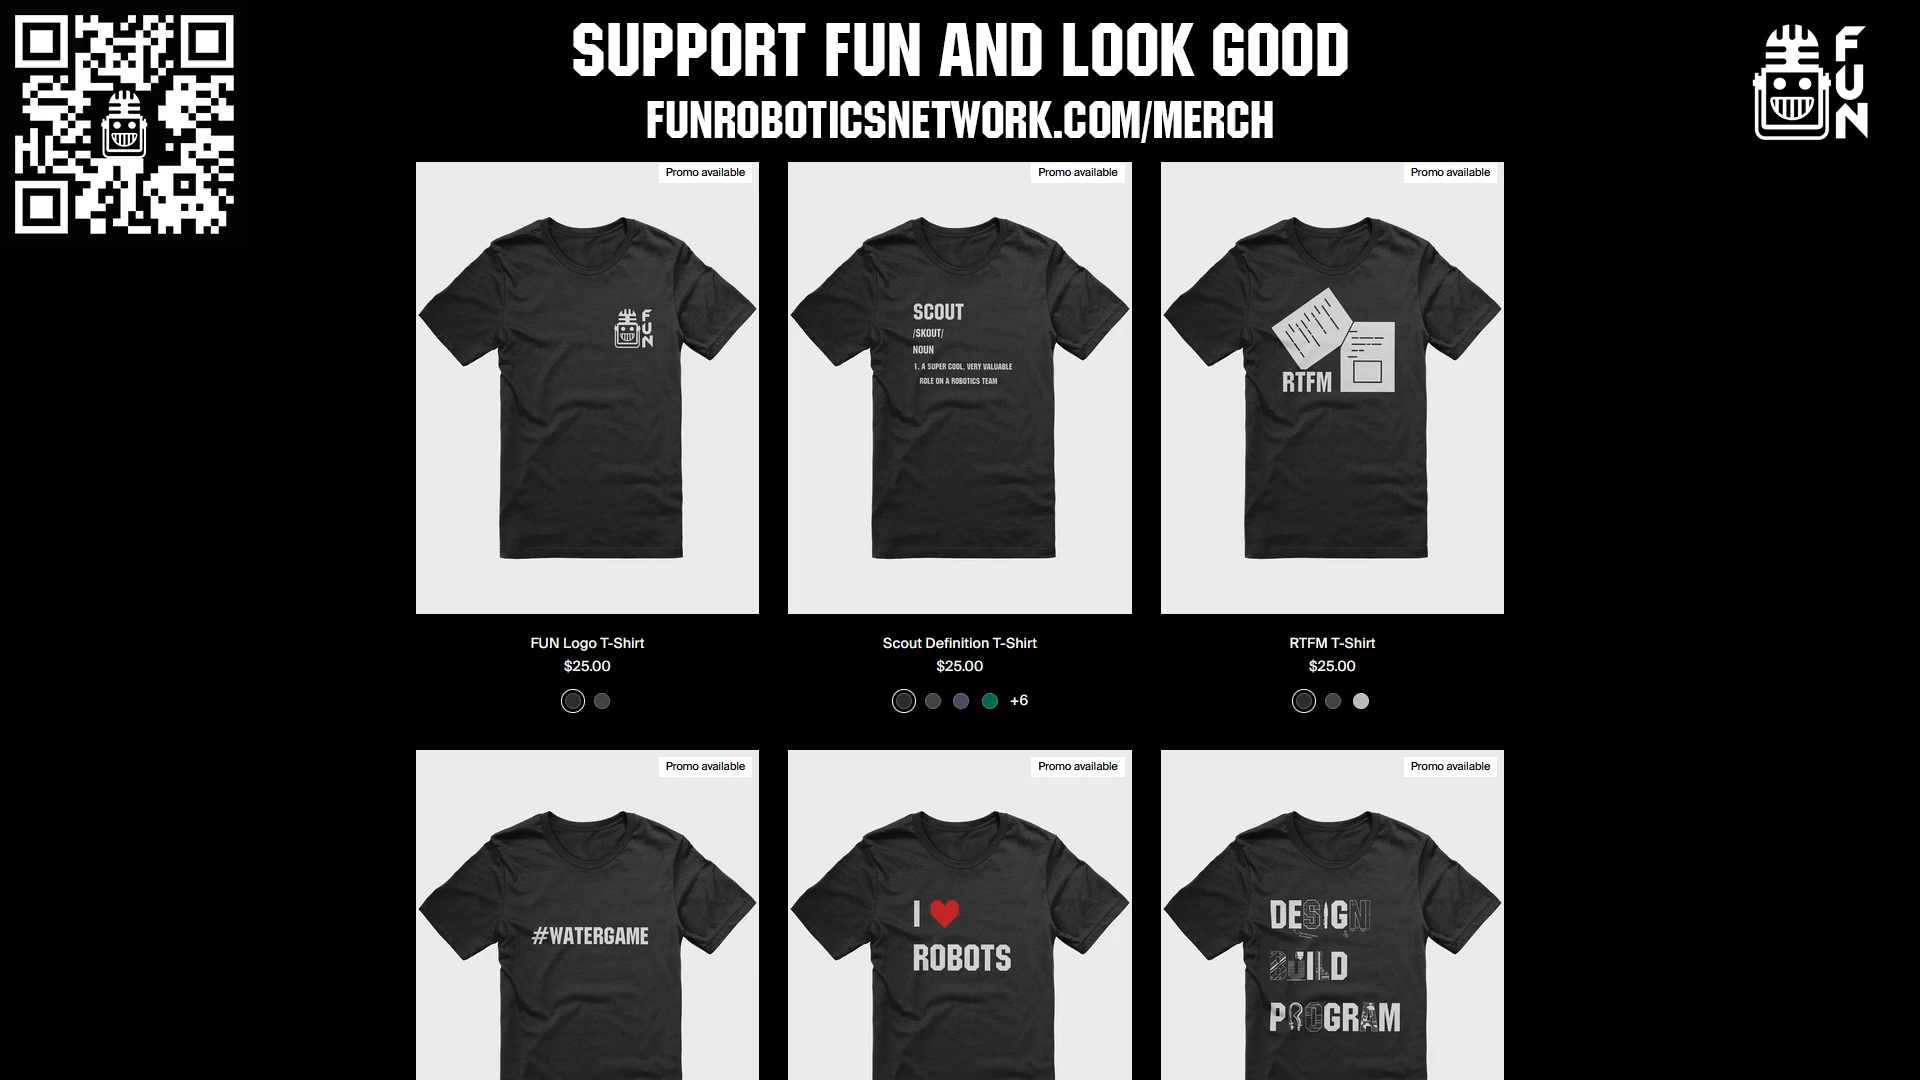 SUPPORT FUN AND LOOK GOOD
FUNROBOTICSNETWORK.COM/MERCH
FUN
Promo available
Promo available
Promo available
FUN
SCOUT
/SKOUT/
NOUN
1. A SUPER COOL, VERY VALUABLE
ROLE ON A ROBOTICS TEAM
RTFM
FUN Logo T-Shirt
$25.00
Scout Definition T-Shirt
$25.00
+6
RTFM T-Shirt
$25.00
Promo available
Promo available
Promo available
#WATERGAME
I
ROBOTS
DESIGN
BUILD
PROGRAM